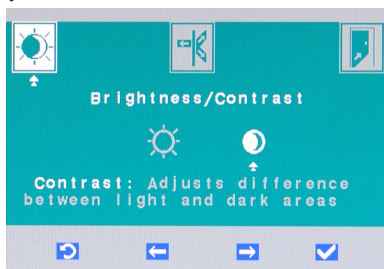 Brightness/Contrast
Contrast: Adjusts difference
between light and dark areas